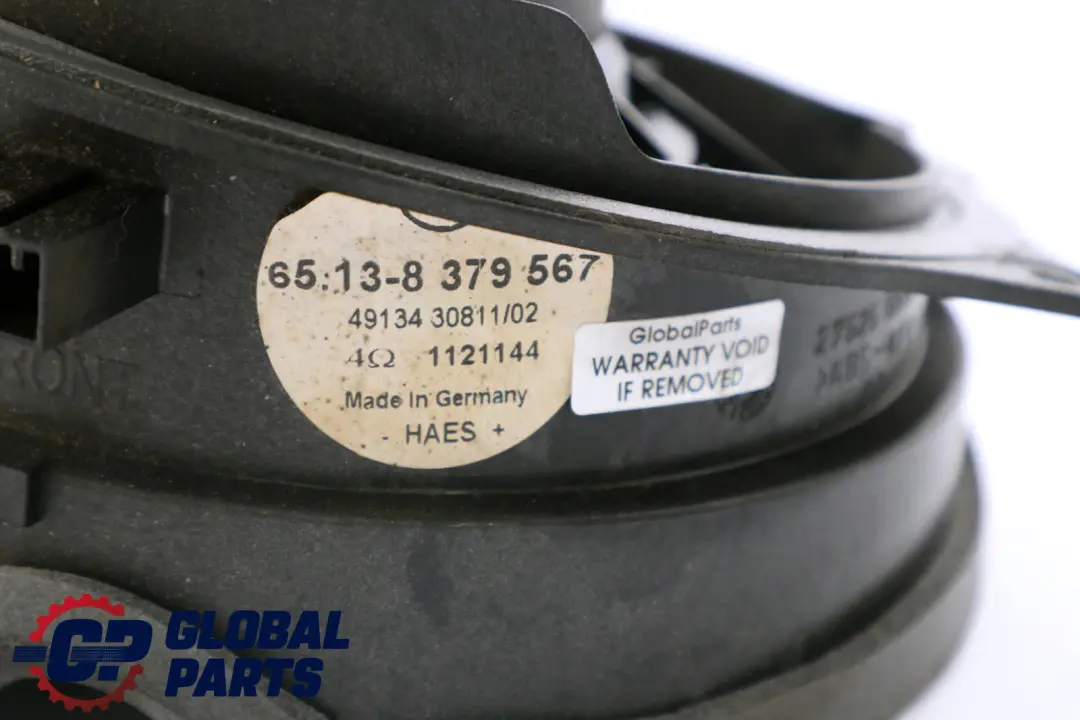 65.13-8 379 567
49134 30811/02
4Ω 1121144
Made In Germany
- HAES +
GlobalParts
WARRANTY VOID
IF REMOVED
GP GLOBAL
PARTS